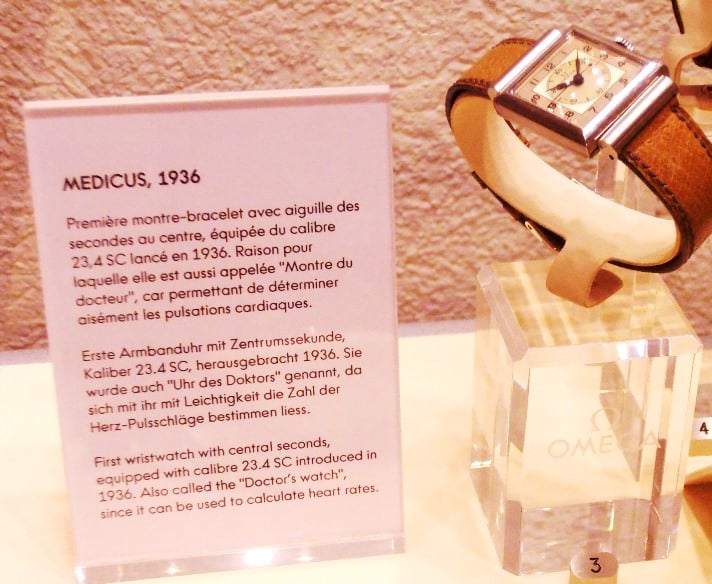 MEDICUS, 1936
Première montre-bracelet avec aiguille des
secondes au centre, équipée du calibre
23,4 SC lancé en 1936. Raison pour
laquelle elle est aussi appelée "Montre du
docteur", car permettant de déterminer
aisément les pulsations cardiaques.
Erste Armbanduhr mit Zentrumssekunde,
Kaliber 23.4 SC, herausgebracht 1936. Sie
wurde auch "Uhr des Doktors" genannt, da
sich mit ihr mit Leichtigkeit die Zahl der
Herz-Pulsschläge bestimmen liess.
First wristwatch with central seconds,
equipped with calibre 23.4 SC introduced in
1936. Also called the "Doctor's watch",
since it can be used to calculate heart rates.
Ω
OMEGA
4
3